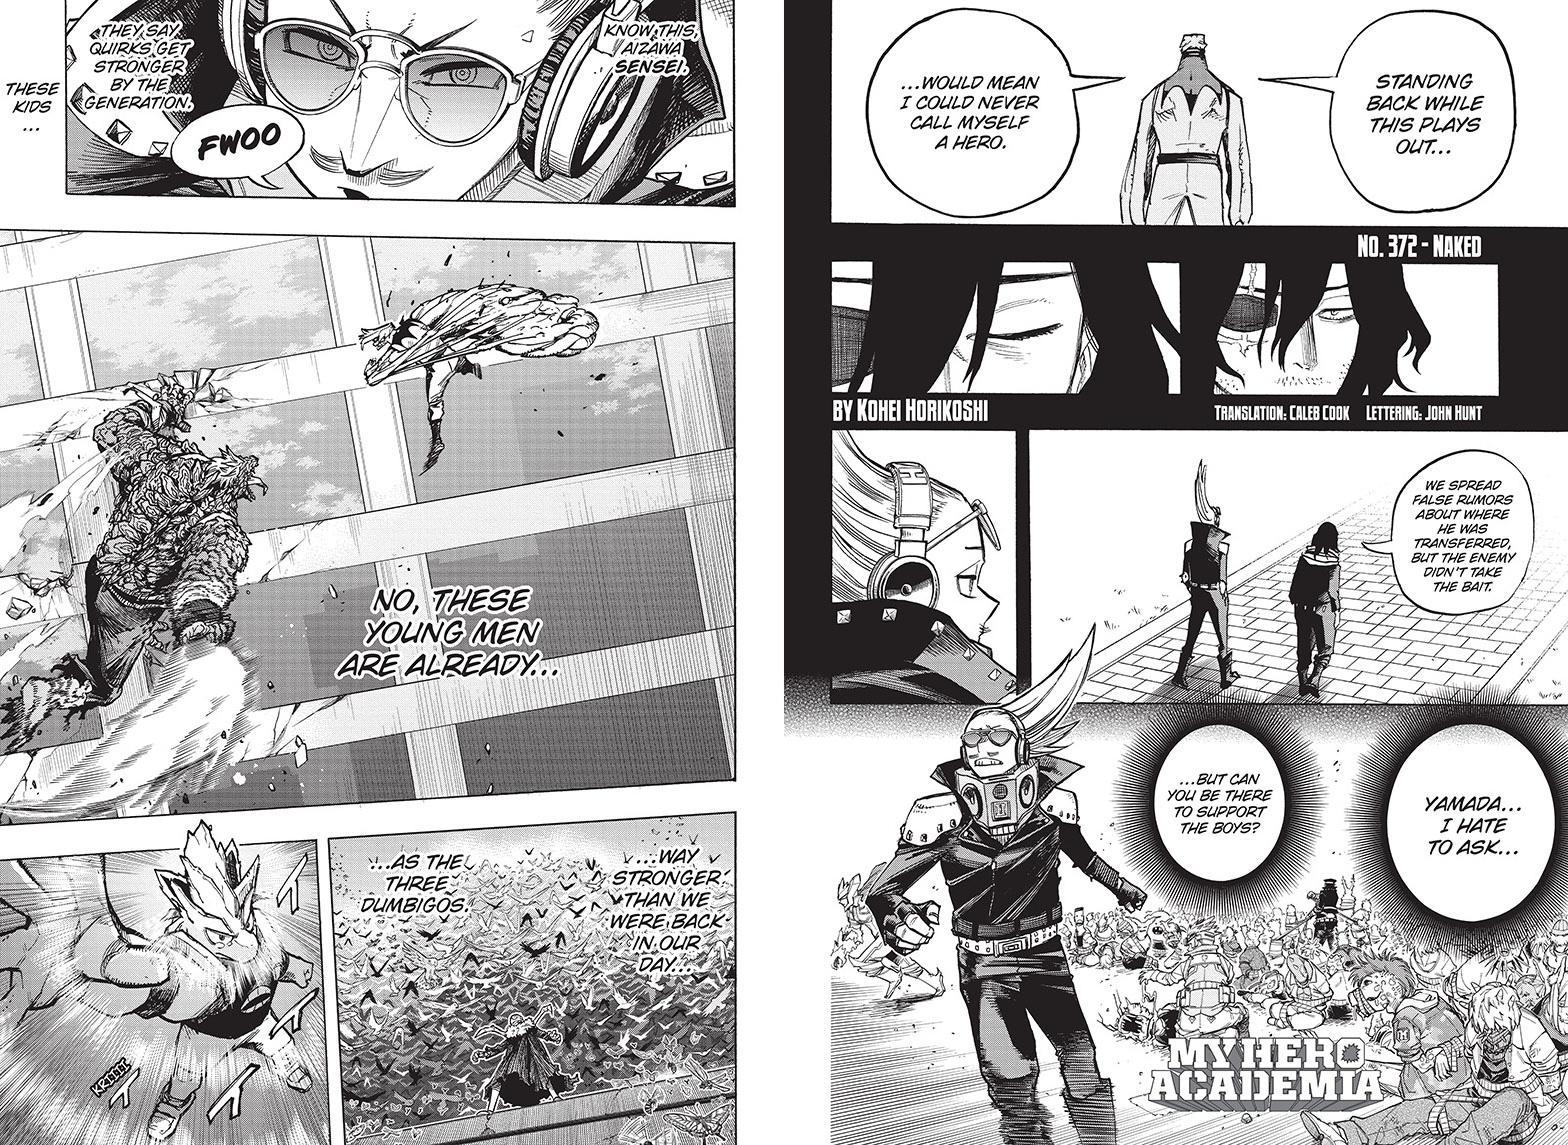 STANDING
BACK WHILE
THIS PLAYS
OUT...
...WOULD MEAN
I COULD NEVER
CALL MYSELF
A HERO.
NO. 372 - NAKED
BY KOHEI HORIKOSHI
TRANSLATION: CALEB COOK
LETTERING: JOHN HUNT
WE SPREAD
FALSE RUMORS
ABOUT WHERE
HE WAS
TRANSFERRED,
BUT THE ENEMY
DIDN'T TAKE
THE BAIT.
YAMADA...
I HATE
TO ASK...
...BUT CAN
YOU BE THERE
TO SUPPORT
THE BOYS?
MY HERO
ACADEMIA
KNOW THIS,
AIZAWA
SENSEI.
THEY SAY
QUIRKS GET
STRONGER
BY THE
GENERATION.
FWOO
THESE
KIDS
...
NO, THESE
YOUNG MEN
ARE ALREADY...
...WAY
STRONGER
THAN WE
WERE BACK
IN OUR
DAY...
...AS THE
THREE
DUMBIGOS.